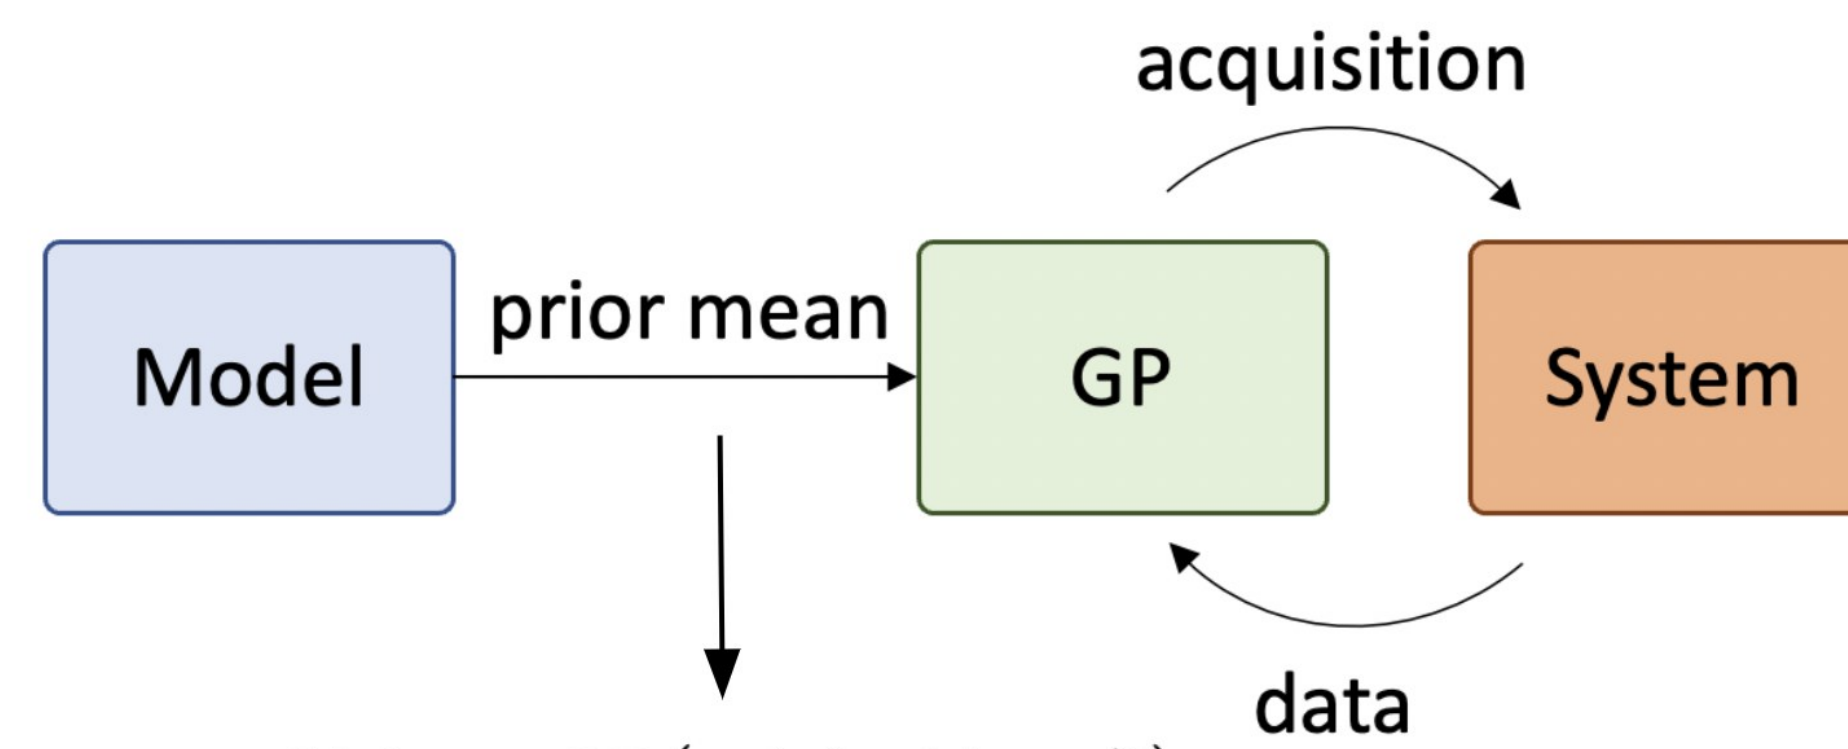 acquisition
prior mean
Model
GP
System
data